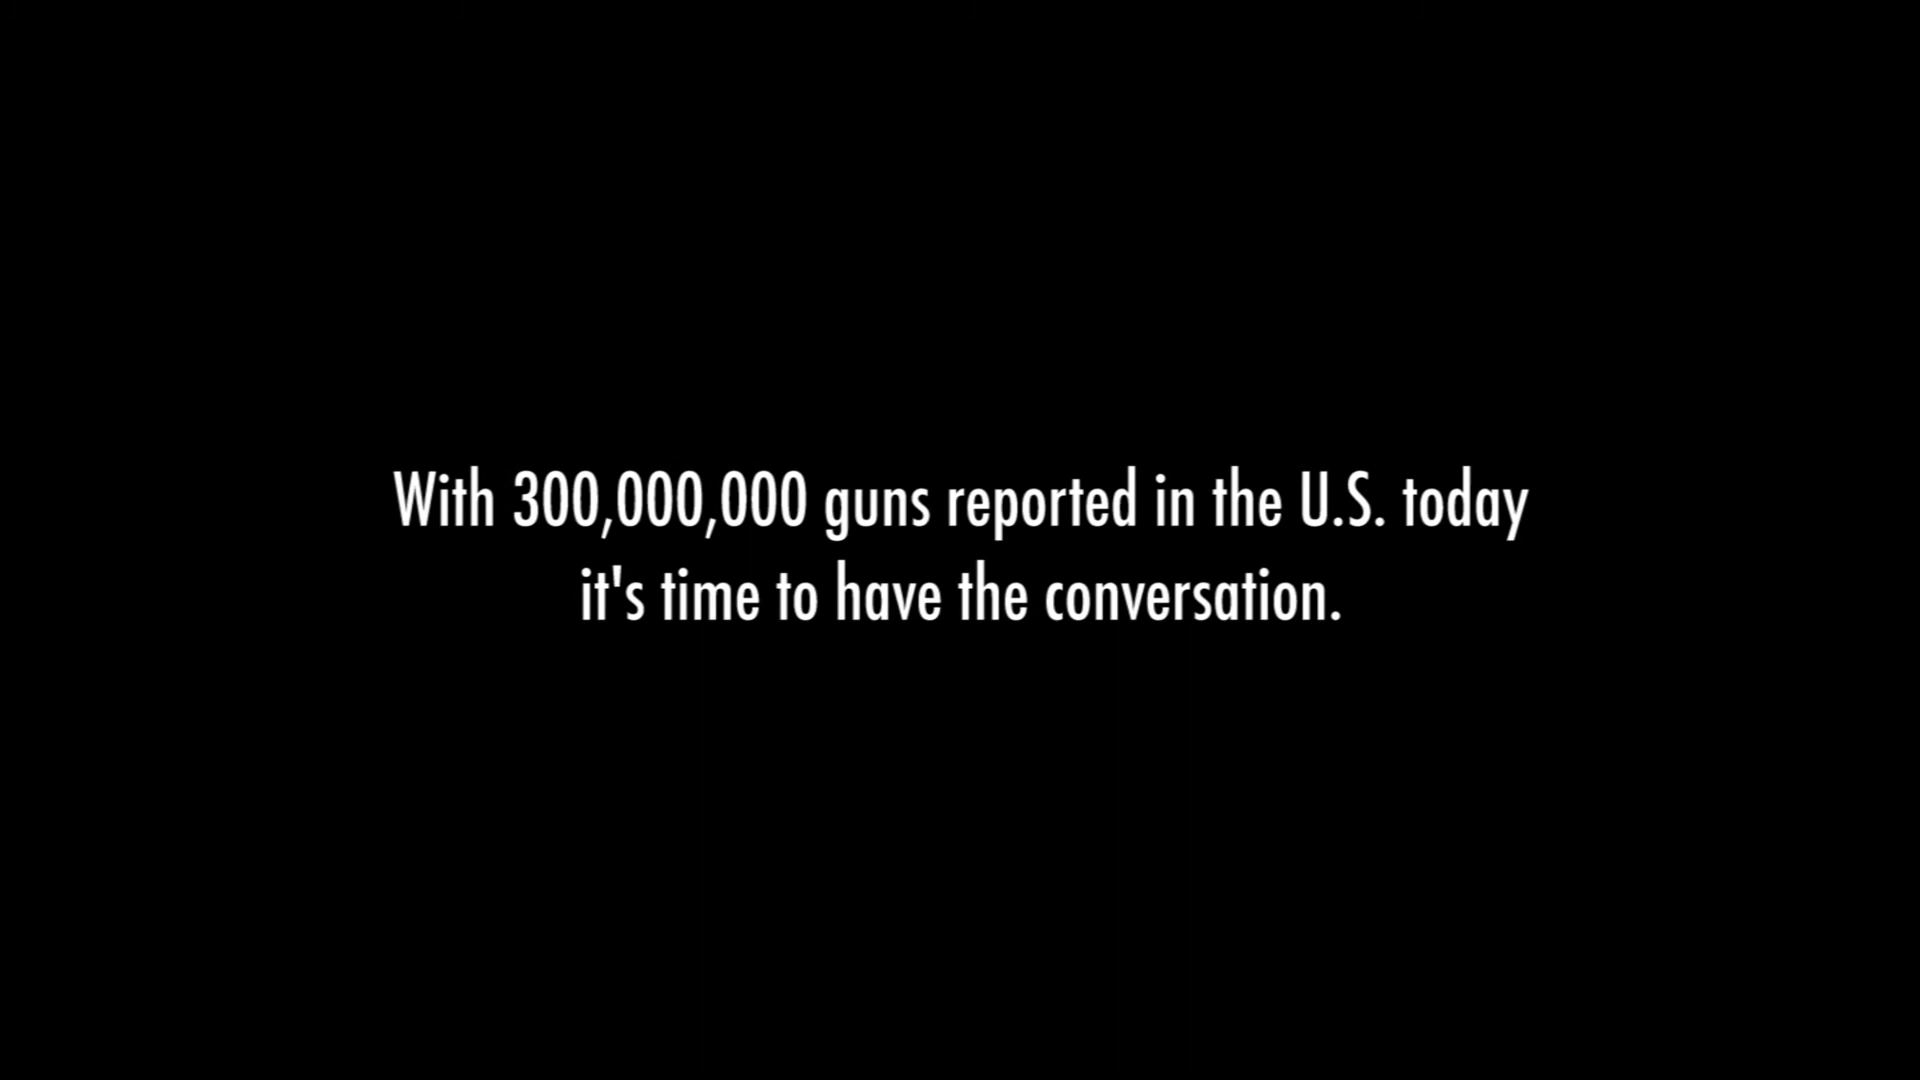 With 300,000,000 guns reported in the U.S. today
it's time to have the conversation.